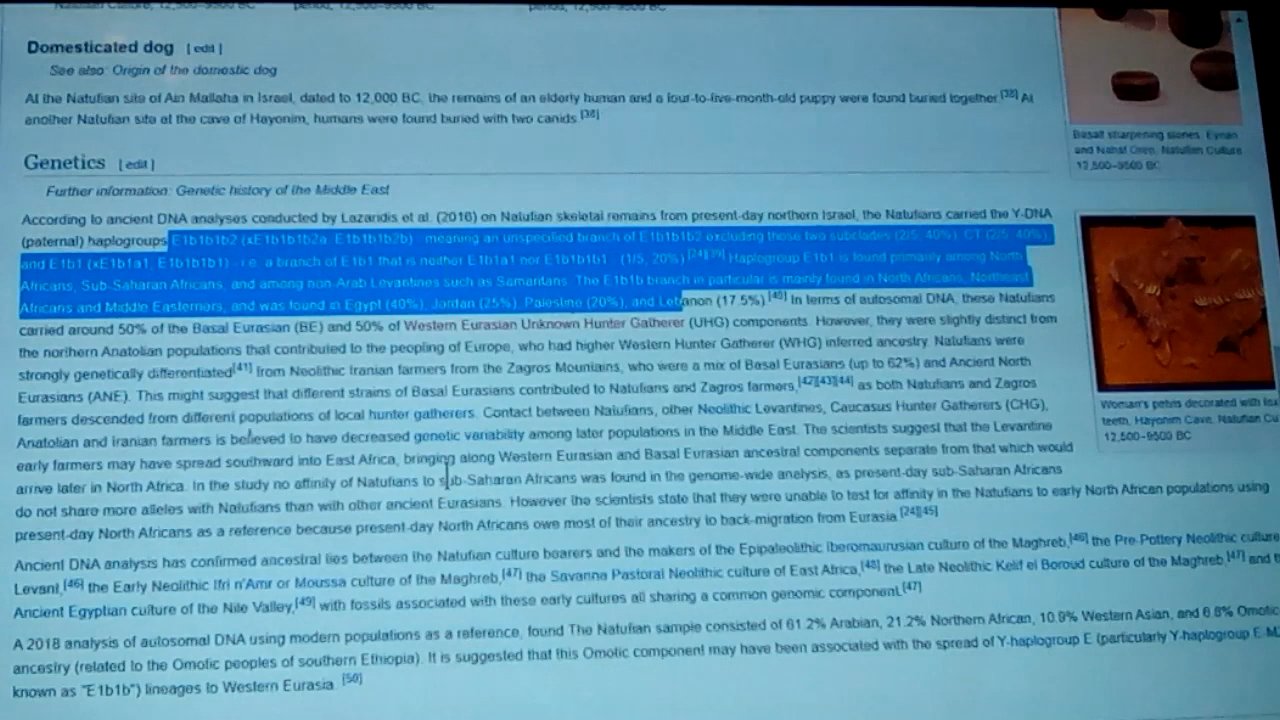 Natufian Culture, 12,500–9500 BC
period, 12,500–9500 BC
period, 12,500–9500 BC
Domesticated dog [ edit ]
See also: Origin of the domestic dog
At the Natufian site of Ain Mallaha in Israel, dated to 12,000 BC, the remains of an elderly human and a four-to-five-month-old puppy were found buried together.[38] At
another Natufian site at the cave of Hayonim, humans were found buried with two canids.[38]
Genetics [ edit ]
Further information: Genetic history of the Middle East
According to ancient DNA analyses conducted by Lazaridis et al. (2016) on Natufian skeletal remains from present-day northern Israel, the Natufians carried the Y-DNA
(paternal) haplogroups E1b1b1b2 (xE1b1b1b2a, E1b1b1b2b) - meaning an unspecified branch of E1b1b1b2 excluding those two subclades (2/5, 40%), CT (2/5, 40%),
and E1b1 (xE1b1a1, E1b1b1b1) - i.e. a branch of E1b1 that is neither E1b1a1 nor E1b1b1b1 - (1/5, 20%).[24][39] Haplogroup E1b1 is found primarily among North
Africans, Sub-Saharan Africans, and among non-Arab Levantines such as Samaritans. The E1b1b branch in particular is mainly found in North Africans, Northeast
Africans and Middle Easterners, and was found in Egypt (40%), Jordan (25%), Palestine (20%), and Lebanon (17.5%).[40] In terms of autosomal DNA, these Natufians
carried around 50% of the Basal Eurasian (BE) and 50% of Western Eurasian Unknown Hunter Gatherer (UHG) components. However, they were slightly distinct from
the northern Anatolian populations that contributed to the peopling of Europe, who had higher Western Hunter Gatherer (WHG) inferred ancestry. Natufians were
strongly genetically differentiated[41] from Neolithic Iranian farmers from the Zagros Mountains, who were a mix of Basal Eurasians (up to 62%) and Ancient North
Eurasians (ANE). This might suggest that different strains of Basal Eurasians contributed to Natufians and Zagros farmers,[42][43][44] as both Natufians and Zagros
farmers descended from different populations of local hunter gatherers. Contact between Natufians, other Neolithic Levantines, Caucasus Hunter Gatherers (CHG),
Anatolian and Iranian farmers is believed to have decreased genetic variability among later populations in the Middle East. The scientists suggest that the Levantine
early farmers may have spread southward into East Africa, bringing along Western Eurasian and Basal Eurasian ancestral components separate from that which would
arrive later in North Africa. In the study no affinity of Natufians to sub-Saharan Africans was found in the genome-wide analysis, as present-day sub-Saharan Africans
do not share more alleles with Natufians than with other ancient Eurasians. However the scientists state that they were unable to test for affinity in the Natufians to early North African populations using
present-day North Africans as a reference because present-day North Africans owe most of their ancestry to back-migration from Eurasia.[24][45]
Ancient DNA analysis has confirmed ancestral ties between the Natufian culture bearers and the makers of the Epipaleolithic Iberomaurusian culture of the Maghreb,[46] the Pre-Pottery Neolithic culture
Levant,[46] the Early Neolithic Ifri n'Amr or Moussa culture of the Maghreb,[47] the Savanna Pastoral Neolithic culture of East Africa,[48] the Late Neolithic Kelif el Boroud culture of the Maghreb,[47] and
Ancient Egyptian culture of the Nile Valley,[49] with fossils associated with these early cultures all sharing a common genomic component.[47]
A 2018 analysis of autosomal DNA using modern populations as a reference, found The Natufian sample consisted of 61.2% Arabian, 21.2% Northern African, 10.9% Western Asian, and 6.8% Omotic
ancestry (related to the Omotic peoples of southern Ethiopia). It is suggested that this Omotic component may have been associated with the spread of Y-haplogroup E (particularly Y-haplogroup
known as "E1b1b") lineages to Western Eurasia. [50]
Basalt sharpening stones, Eynan
and Nahal Oren, Natufian Culture,
12,500–9500 BC
Woman's pelvis decorated with fox
teeth, Hayonim Cave, Natufian Cu
12,500–9500 BC